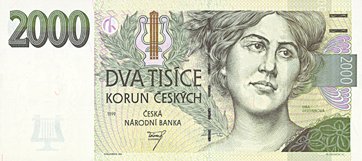 2000
DVA TISÍCE
KORUN ČESKÝCH
1999
ČESKÁ
NÁRODNÍ BANKA
2000